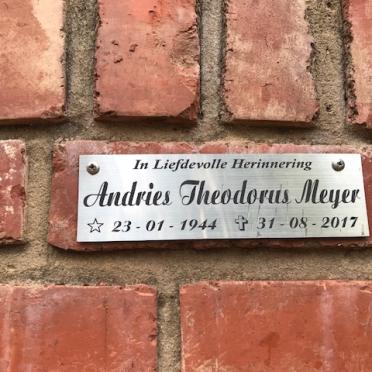 In Liefdevolle Herinnering
Andries Theodorus Meyer
☆ 23 - 01 - 1944 ✝ 31 - 08 - 2017